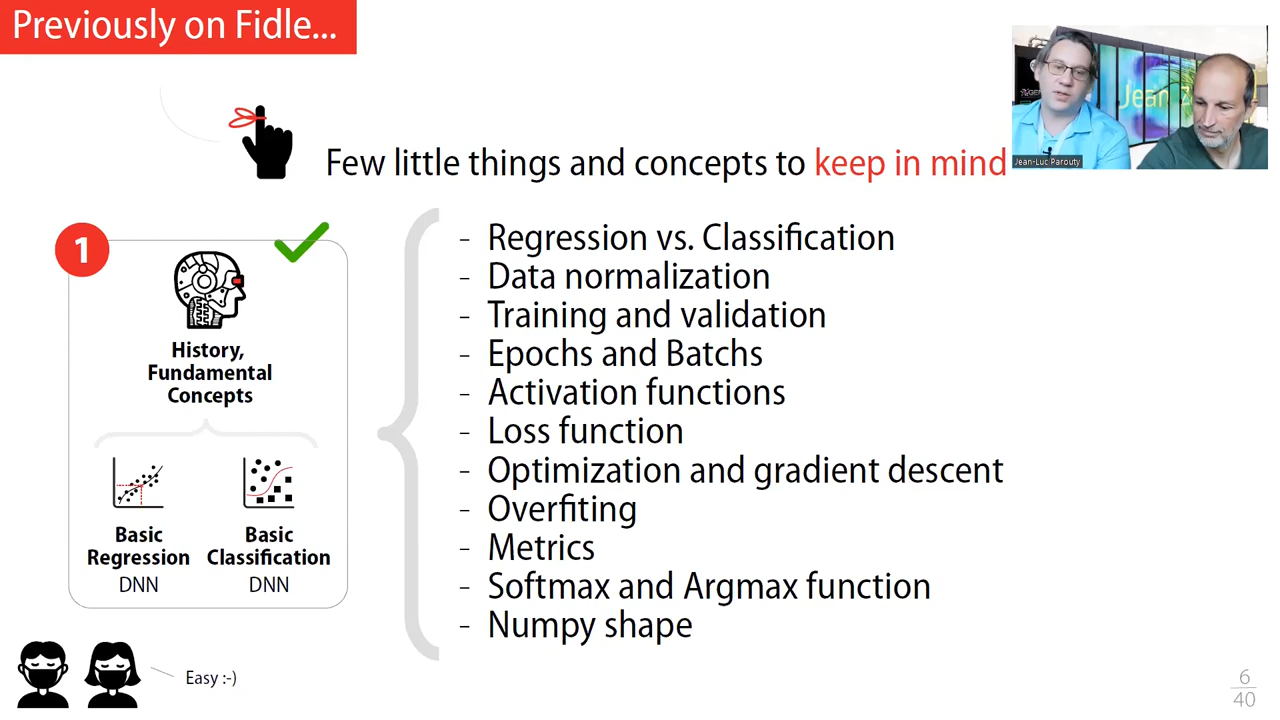 Previously on Fidle...
Few little things and concepts to keep in mind
Jean-Luc Parouty
1
History,
Fundamental
Concepts
Basic
Regression
DNN
Basic
Classification
DNN
- Regression vs. Classification
- Data normalization
- Training and validation
- Epochs and Batchs
- Activation functions
- Loss function
- Optimization and gradient descent
- Overfiting
- Metrics
- Softmax and Argmax function
- Numpy shape
Easy :-)
6
40